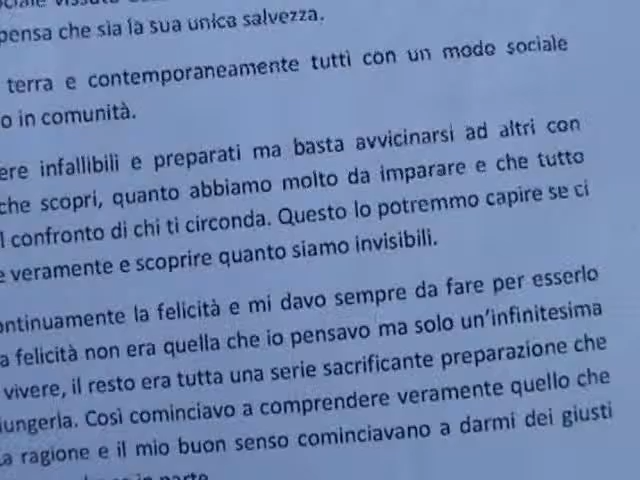 pensa che sia la sua unica salvezza.
terra e contemporaneamente tutti con un modo sociale
o in comunità.
ere infallibili e preparati ma basta avvicinarsi ad altri con
che scopri, quanto abbiamo molto da imparare e che tutto
l confronto di chi ti circonda. Questo lo potremmo capire se ci
e veramente e scoprire quanto siamo invisibili.
ontinuamente la felicità e mi davo sempre da fare per esserlo
a felicità non era quella che io pensavo ma solo un'infinitesima
vivere, il resto era tutta una serie sacrificante preparazione che
iungerla. Così cominciavo a comprendere veramente quello che
a ragione e il mio buon senso cominciavano a darmi dei giusti
in parte